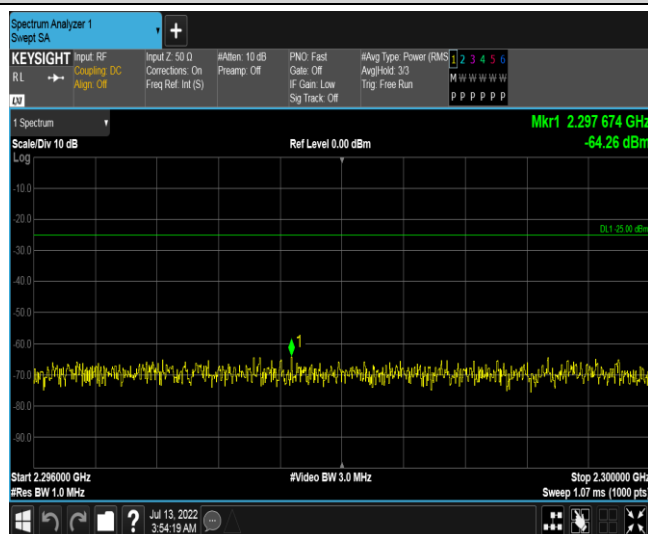 Spectrum Analyzer 1
Swept SA
+
KEYSIGHT
RL
LXI
Input: RF
Coupling: DC
Align: Off
Input Z: 50 Ω
Corrections: On
Freq Ref: Int (S)
#Atten: 10 dB
Preamp: Off
PNO: Fast
Gate: Off
IF Gain: Low
Sig Track: Off
#Avg Type: Power (RMS
Avg|Hold: 3/3
Trig: Free Run
1 2 3 4 5 6
M W W W W W
P P P P P P
1 Spectrum
Mkr1 2.297 674 GHz
Scale/Div 10 dB
Ref Level 0.00 dBm
-64.26 dBm
Log
-10.0
-20.0
DL1 -25.00 dBm
-30.0
-40.0
-50.0
-60.0
1
-70.0
-80.0
-90.0
Start 2.296000 GHz
#Video BW 3.0 MHz
Stop 2.300000 GHz
#Res BW 1.0 MHz
Sweep 1.07 ms (1000 pts)
?
Jul 13, 2022
3:54:19 AM